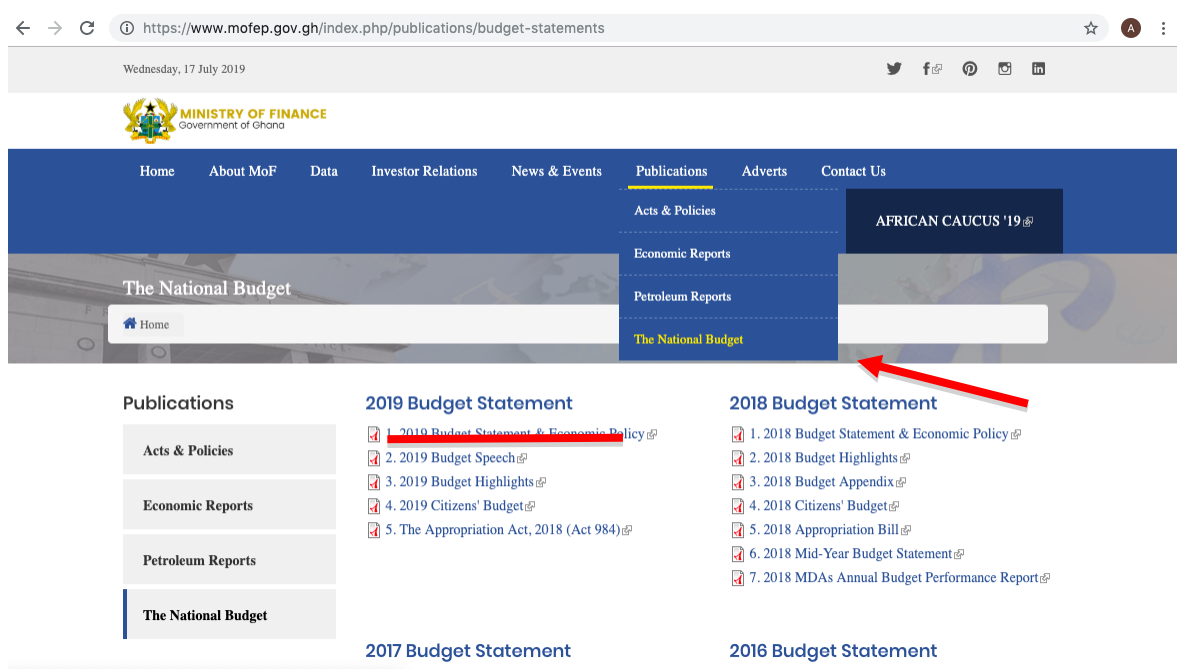 https://www.mofep.gov.gh/index.php/publications/budget-statements
A
Wednesday, 17 July 2019
MINISTRY OF FINANCE
Government of Ghana
Home About MoF Data Investor Relations News & Events Publications Adverts Contact Us
Acts & Policies
AFRICAN CAUCUS '19
Economic Reports
Petroleum Reports
The National Budget
The National Budget
Home
Publications
Acts & Policies
Economic Reports
Petroleum Reports
The National Budget
2019 Budget Statement
1. 2019 Budget Statement & Economic Policy
2. 2019 Budget Speech
3. 2019 Budget Highlights
4. 2019 Citizens' Budget
5. The Appropriation Act, 2018 (Act 984)
2018 Budget Statement
1. 2018 Budget Statement & Economic Policy
2. 2018 Budget Highlights
3. 2018 Budget Appendix
4. 2018 Citizens' Budget
5. 2018 Appropriation Bill
6. 2018 Mid-Year Budget Statement
7. 2018 MDAs Annual Budget Performance Report
2017 Budget Statement
2016 Budget Statement